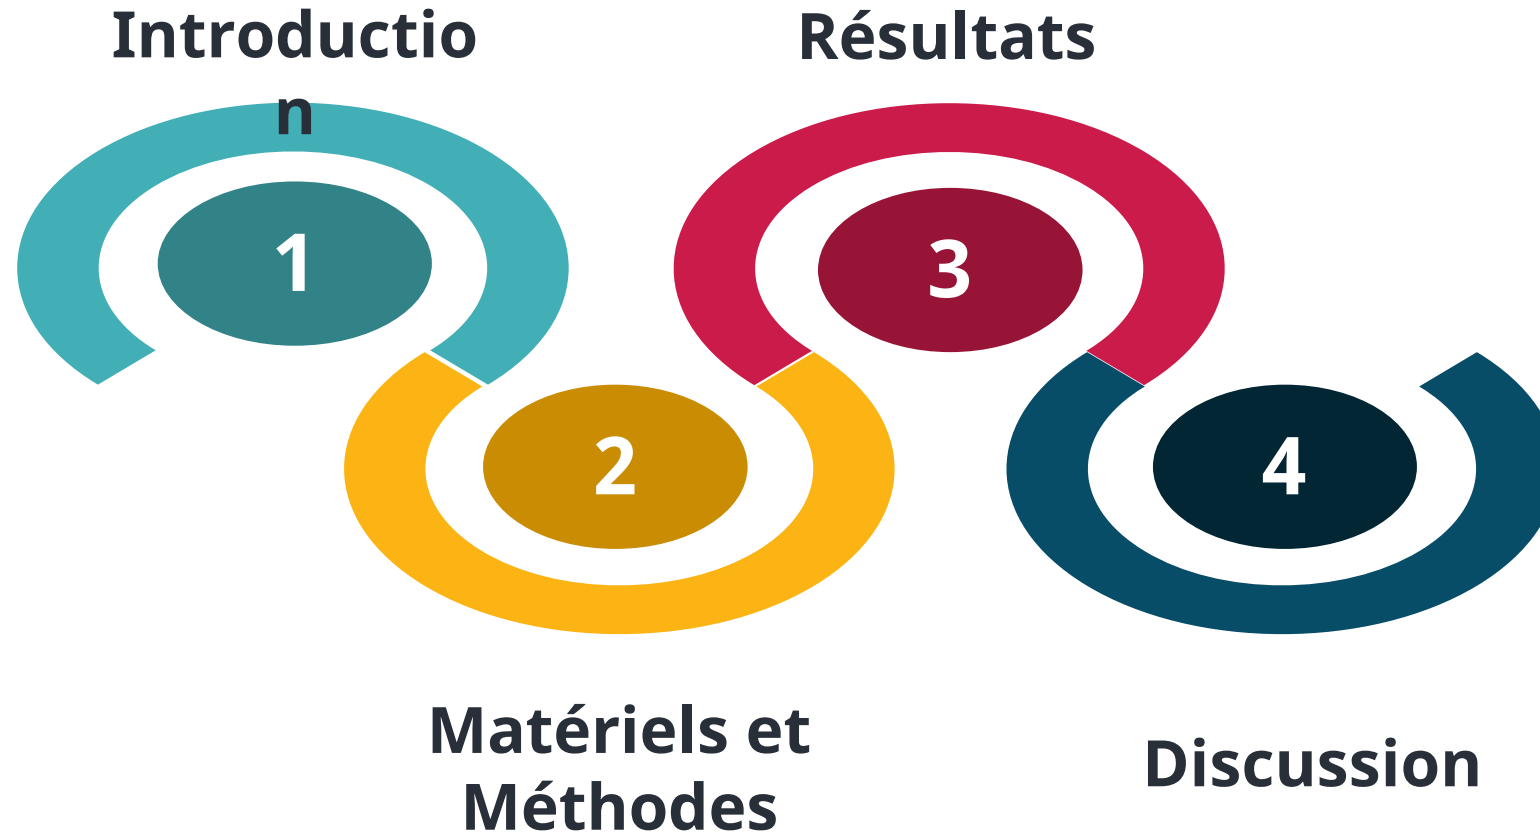 Introductio
n
1
Matériels et
Méthodes
2
Résultats
3
Discussion
4